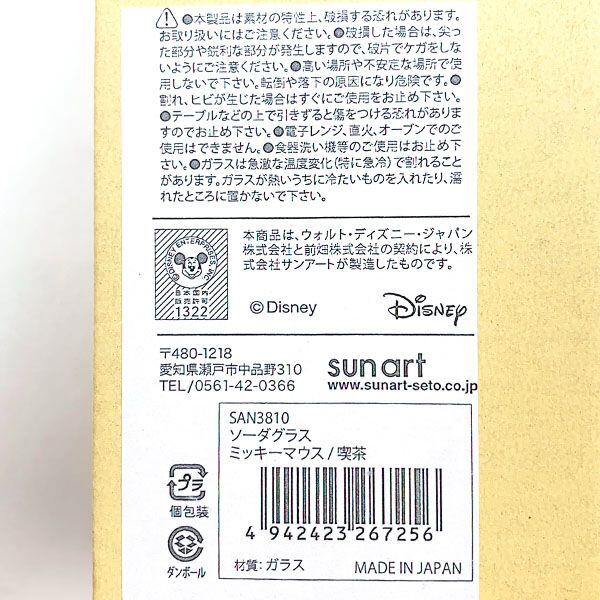 ⚠●本製品は素材の特性上、破損する恐れがあります。
お取り扱いにはご注意ください。●破損した場合は、尖っ
た部分や鋭利な部分が発生しますので、破片でケガをしな
いようにご注意ください。●高い場所や不安定な場所で使
用しないで下さい。転倒や落下の原因になり危険です。●
割れ、ヒビが生じた場合はすぐにご使用をお止め下さい。
●テーブルなどの上で引きずると傷をつける恐れがありま
すのでお止め下さい。●電子レンジ、直火、オーブンでのご
使用はできません。●食器洗い機等のご使用はお止め下さ
い。●ガラスは急激な温度変化(特に急冷)で割れること
があります。ガラスが熱いうちに冷たいものを入れたり、濡
れたところに置かないで下さい。
©DISNEY ENTERPRISES, INC.
日本国内
販売許可
1322
本商品は、ウォルト・ディズニー・ジャパン
株式会社と前畑株式会社の契約により、株
式会社サンアートが製造したものです。
©Disney
Disney
〒480-1218
愛知県瀬戸市中品野310
TEL/0561-42-0366
sunart
www.sunart-seto.co.jp
SAN3810
ソーダグラス
ミッキーマウス/喫茶
4 942423 267256
材質:ガラス
MADE IN JAPAN
プラ
個包装
ダンボール